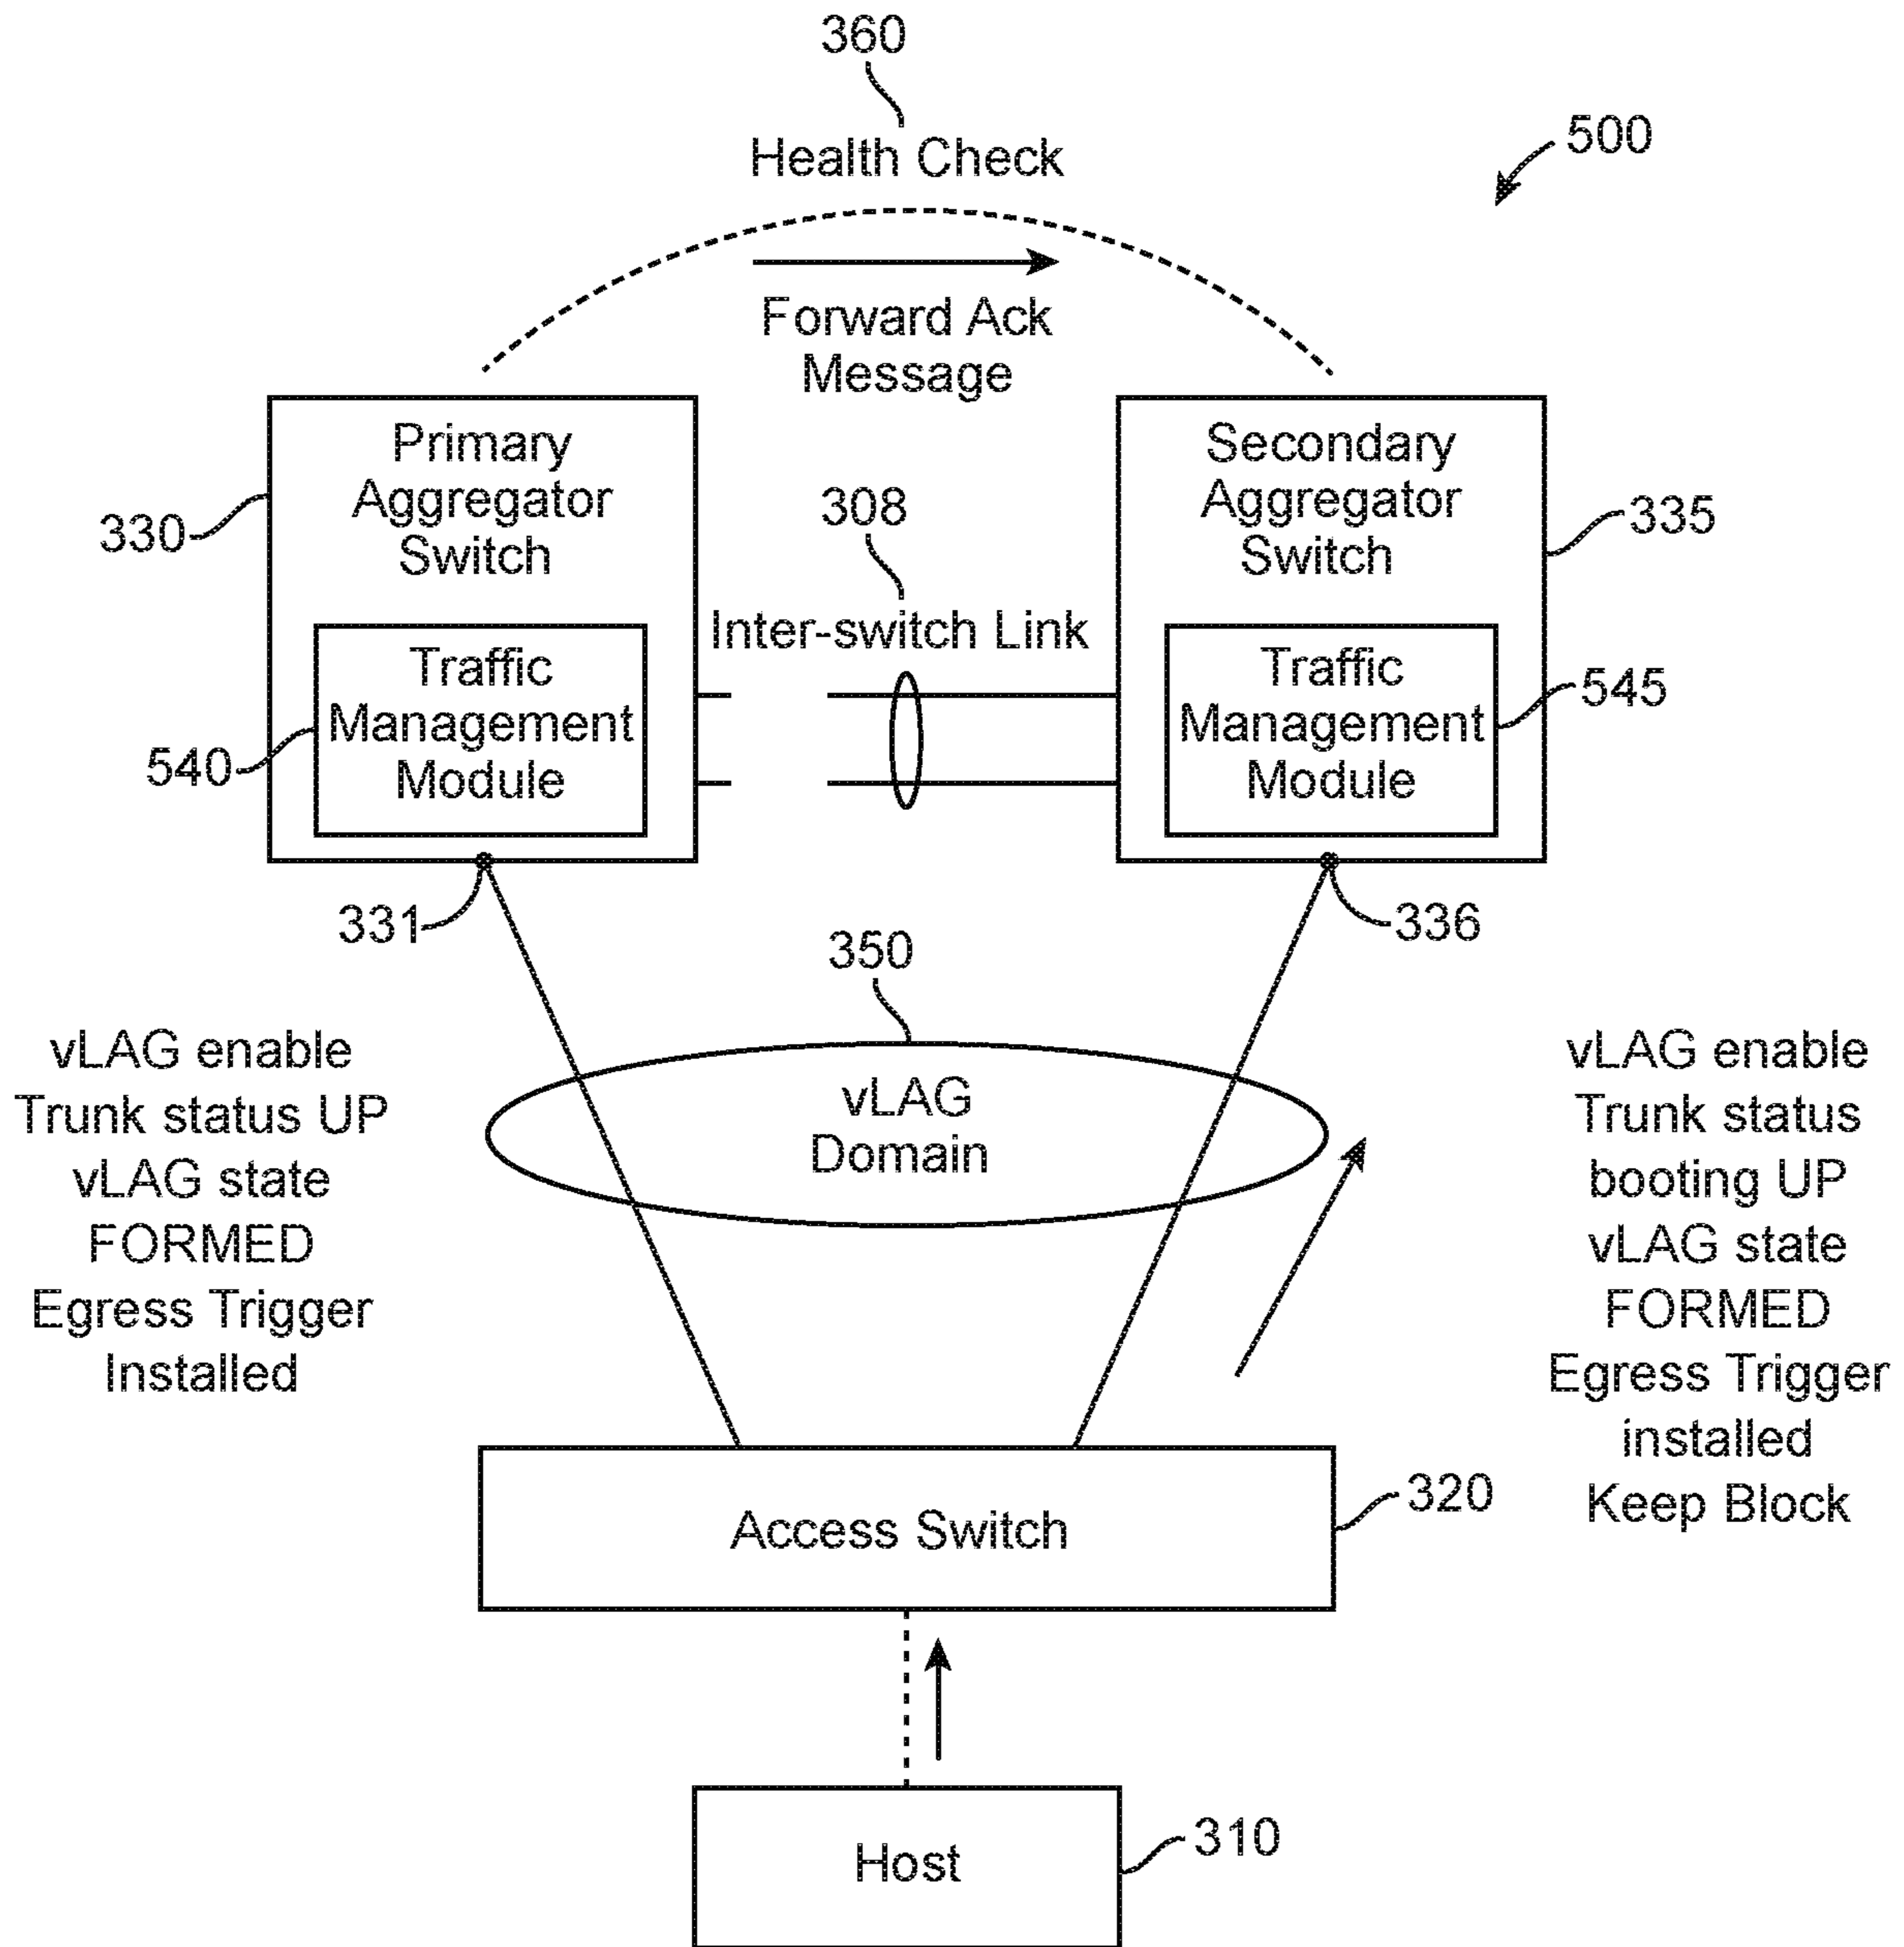 360
Health Check
500
Forward Ack
Message
Primary
Aggregator
Switch
330
Secondary
Aggregator
Switch
335
308
Inter-switch Link
Traffic
Management
Module
540
Traffic
Management
Module
545
331
336
350
vLAG
Domain
vLAG enable
Trunk status UP
vLAG state
FORMED
Egress Trigger
Installed
vLAG enable
Trunk status
booting UP
vLAG state
FORMED
Egress Trigger
installed
Keep Block
Access Switch
320
Host
310